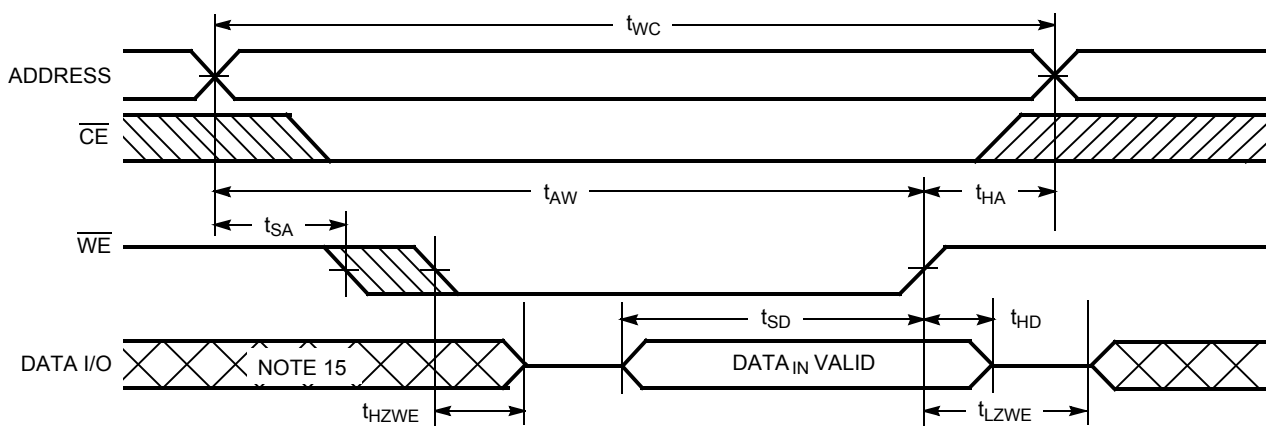 tWC
ADDRESS
CE
tAW
tHA
tSA
WE
tSD
tHD
DATA I/O
NOTE 15
DATAIN VALID
tHZWE
tLZWE